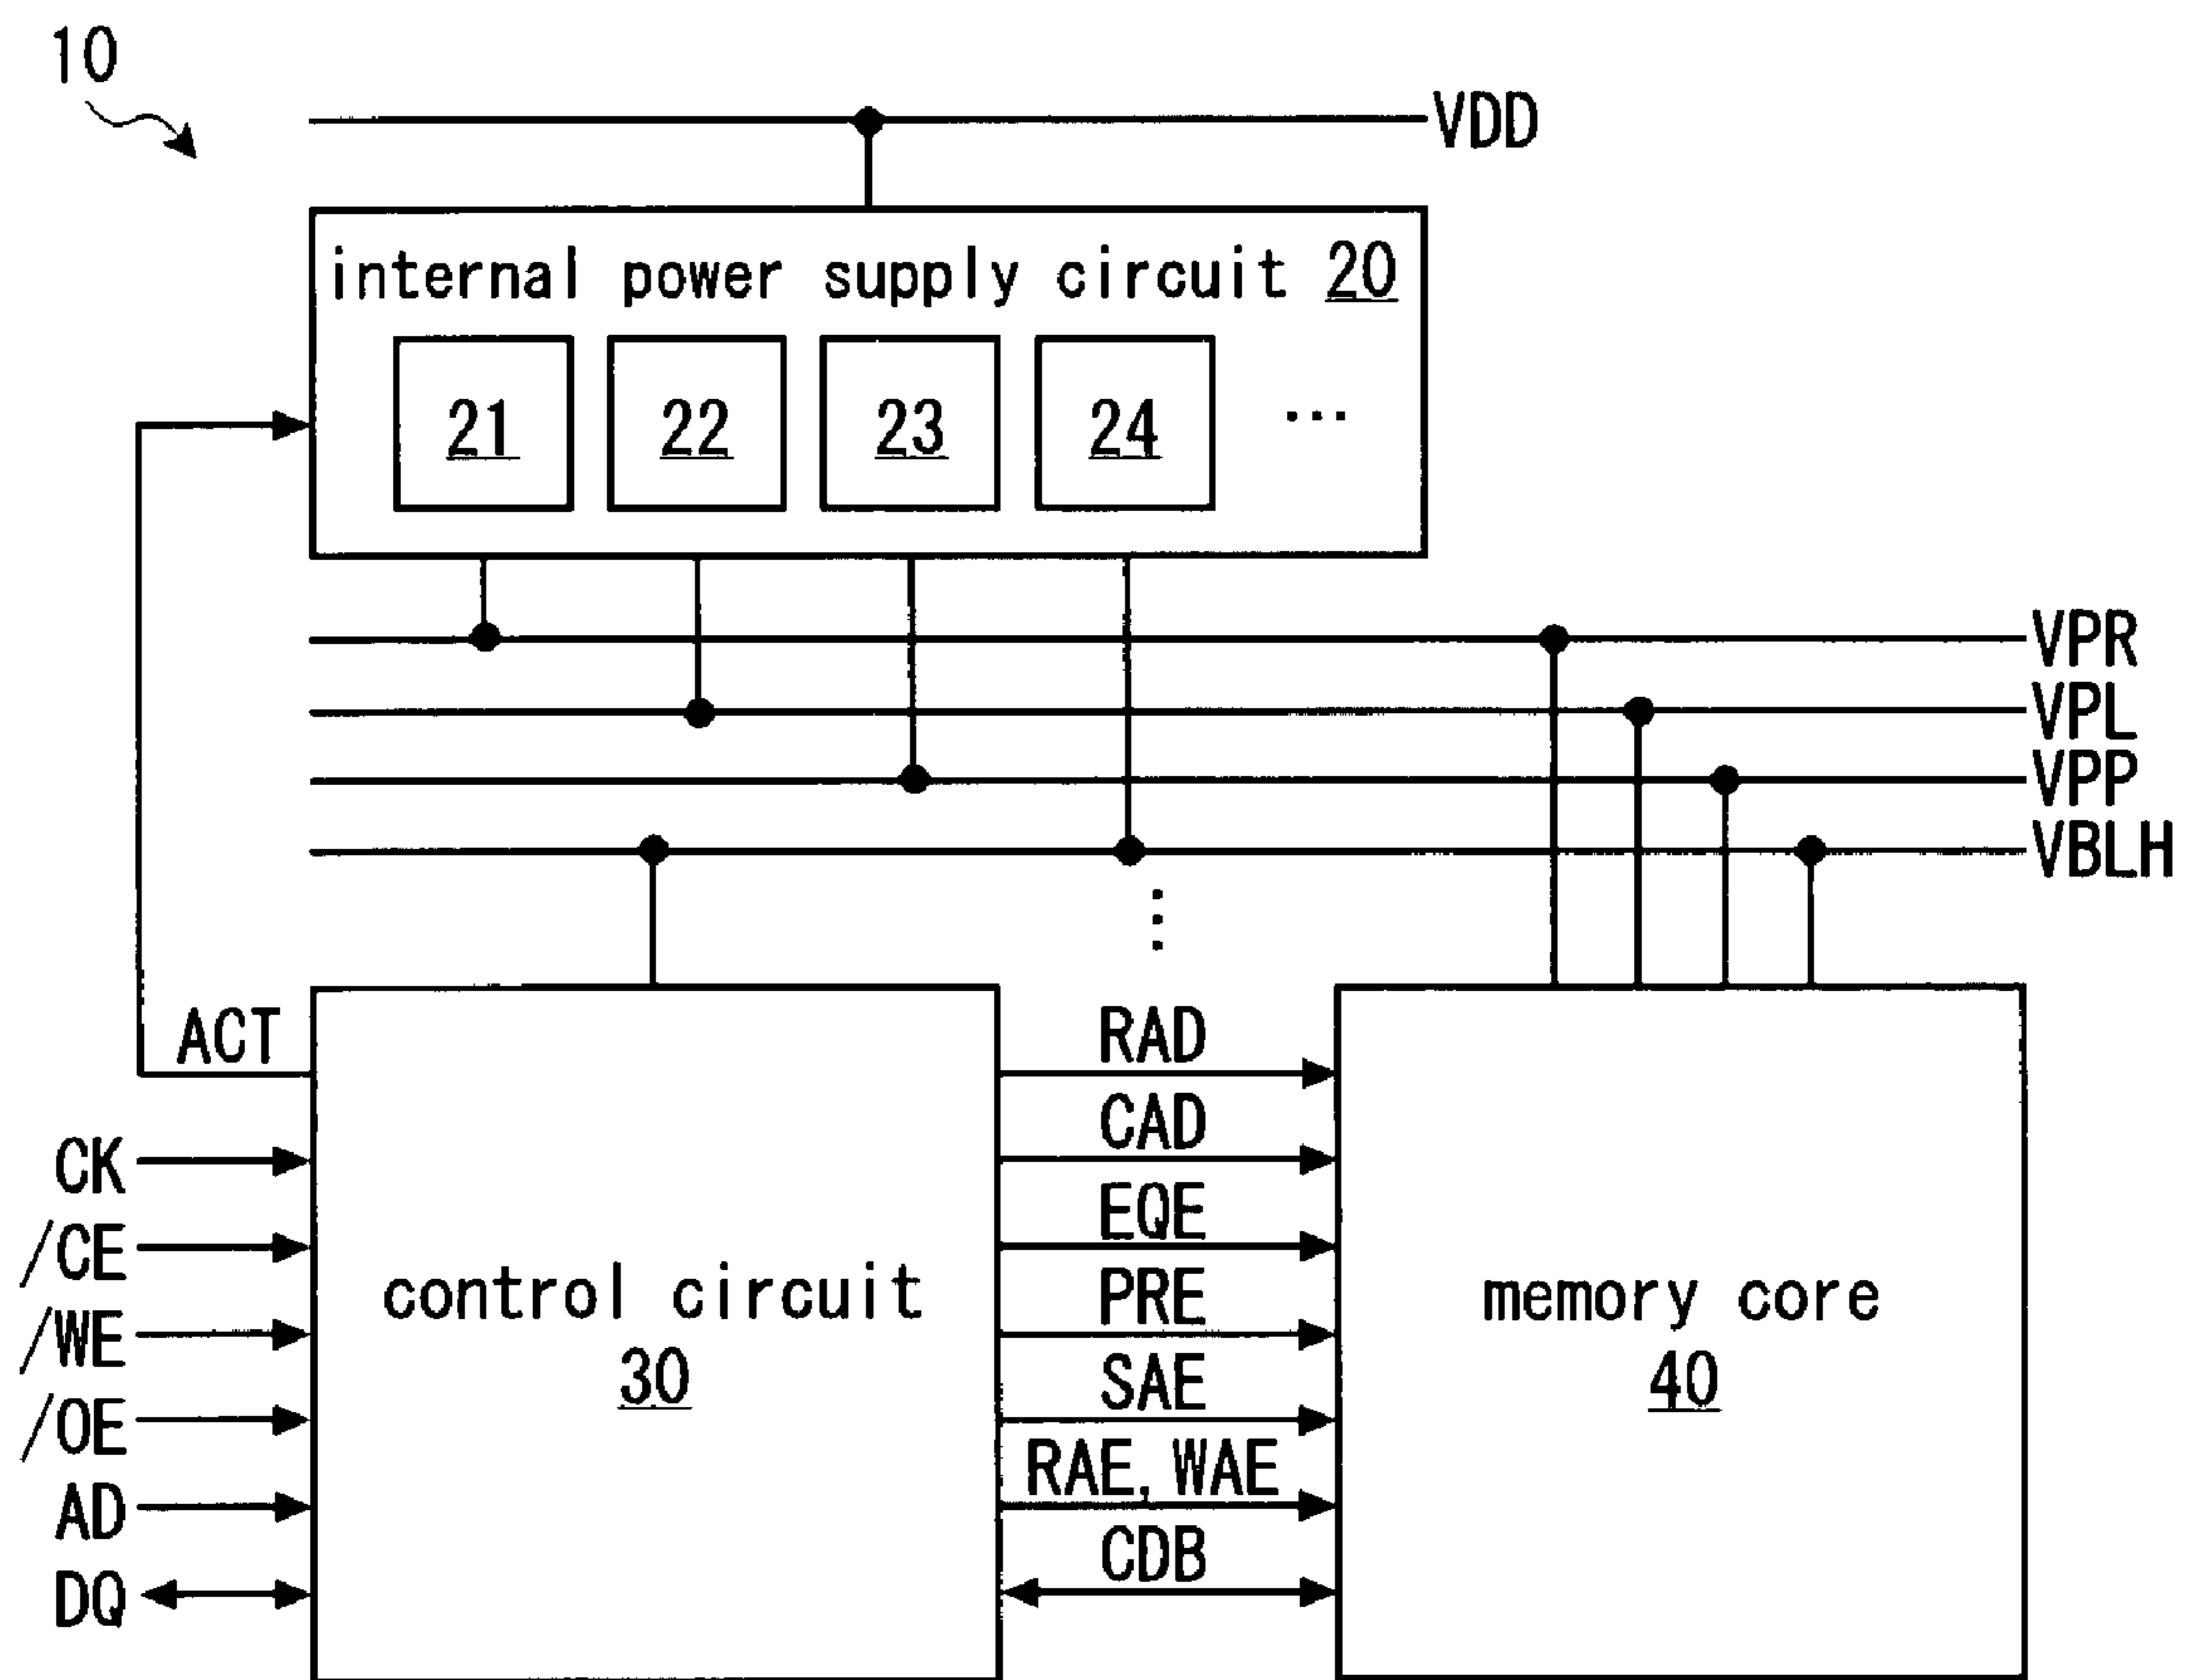 10
VDD
internal power supply circuit 20
21 22 23 24 ...
VPR
VPL
VPP
VBLH
ACT
RAD
CAD
CK
EQE
/CE
control circuit
30
memory core
40
PRE
/WE
SAE
/OE
RAE, WAE
AD
CDB
DQ